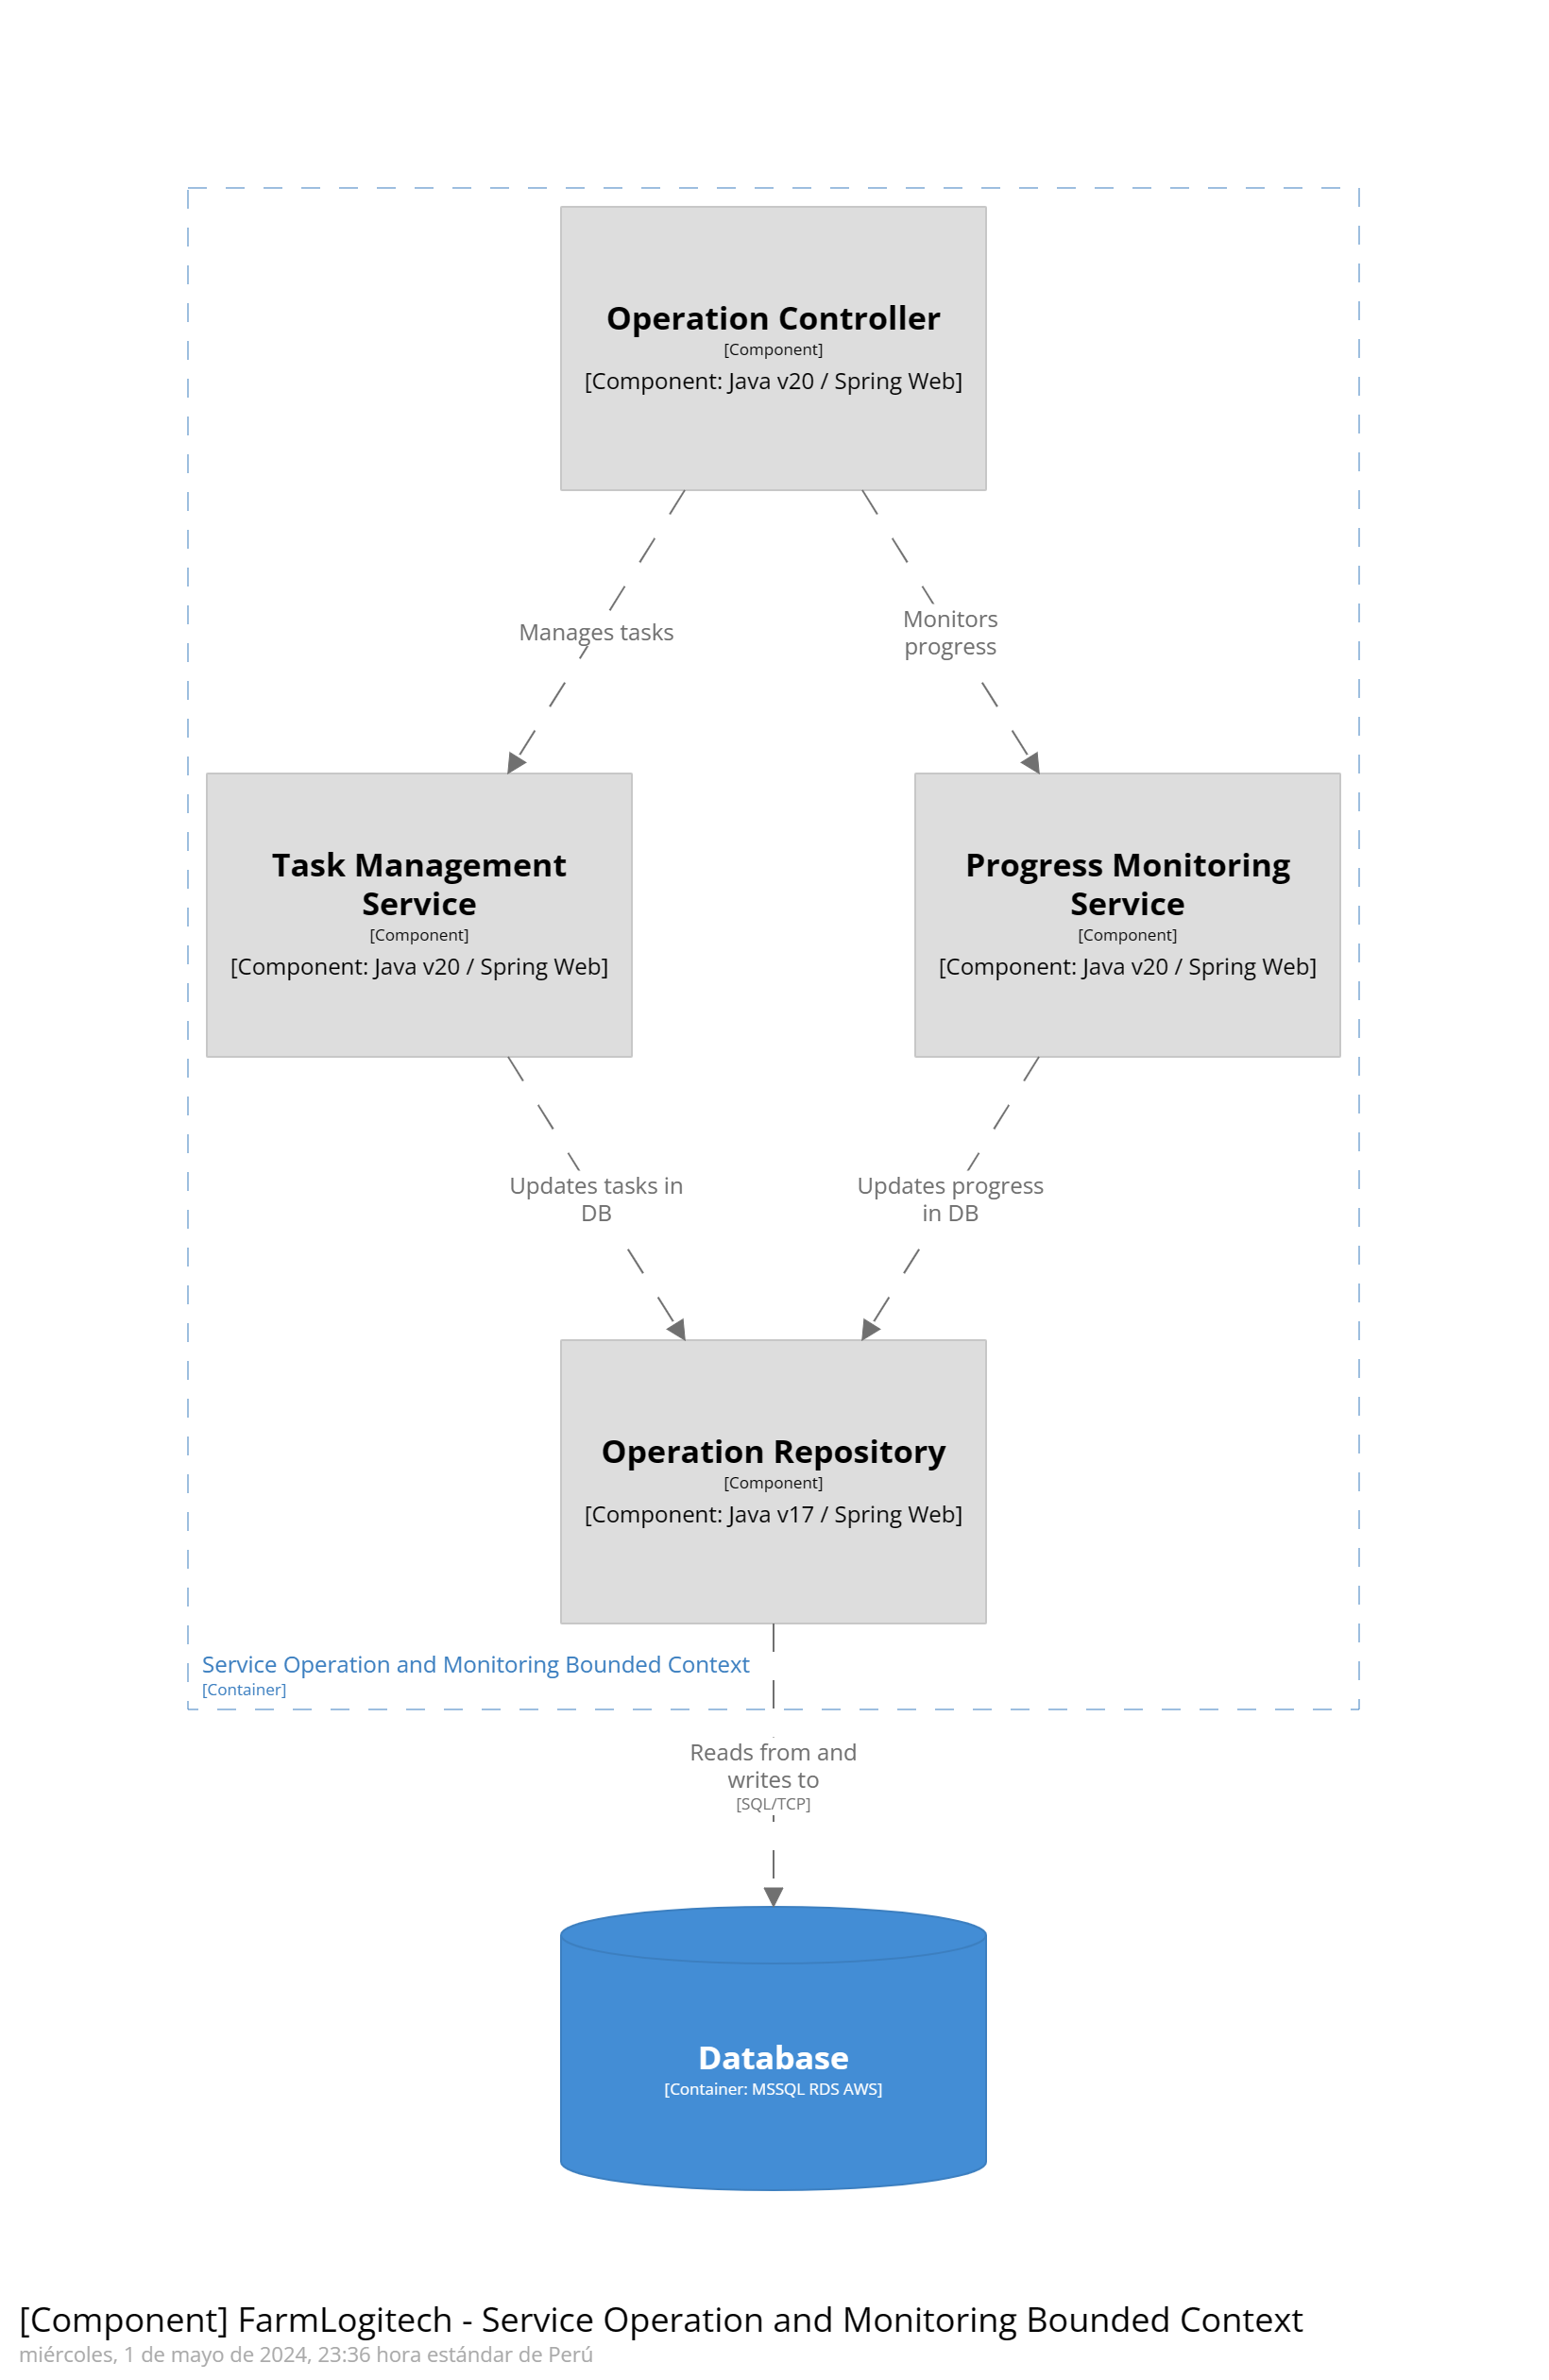 Operation Controller
[Component]
[Component: Java v20 / Spring Web]
Manages tasks
Monitors
progress
Task Management
Service
[Component]
[Component: Java v20 / Spring Web]
Progress Monitoring
Service
[Component]
[Component: Java v20 / Spring Web]
Updates tasks in
DB
Updates progress
in DB
Operation Repository
[Component]
[Component: Java v17 / Spring Web]
Service Operation and Monitoring Bounded Context
[Container]
Reads from and
writes to
[SQL/TCP]
Database
[Container: MSSQL RDS AWS]
[Component] FarmLogitech - Service Operation and Monitoring Bounded Context
miércoles, 1 de mayo de 2024, 23:36 hora estándar de Perú